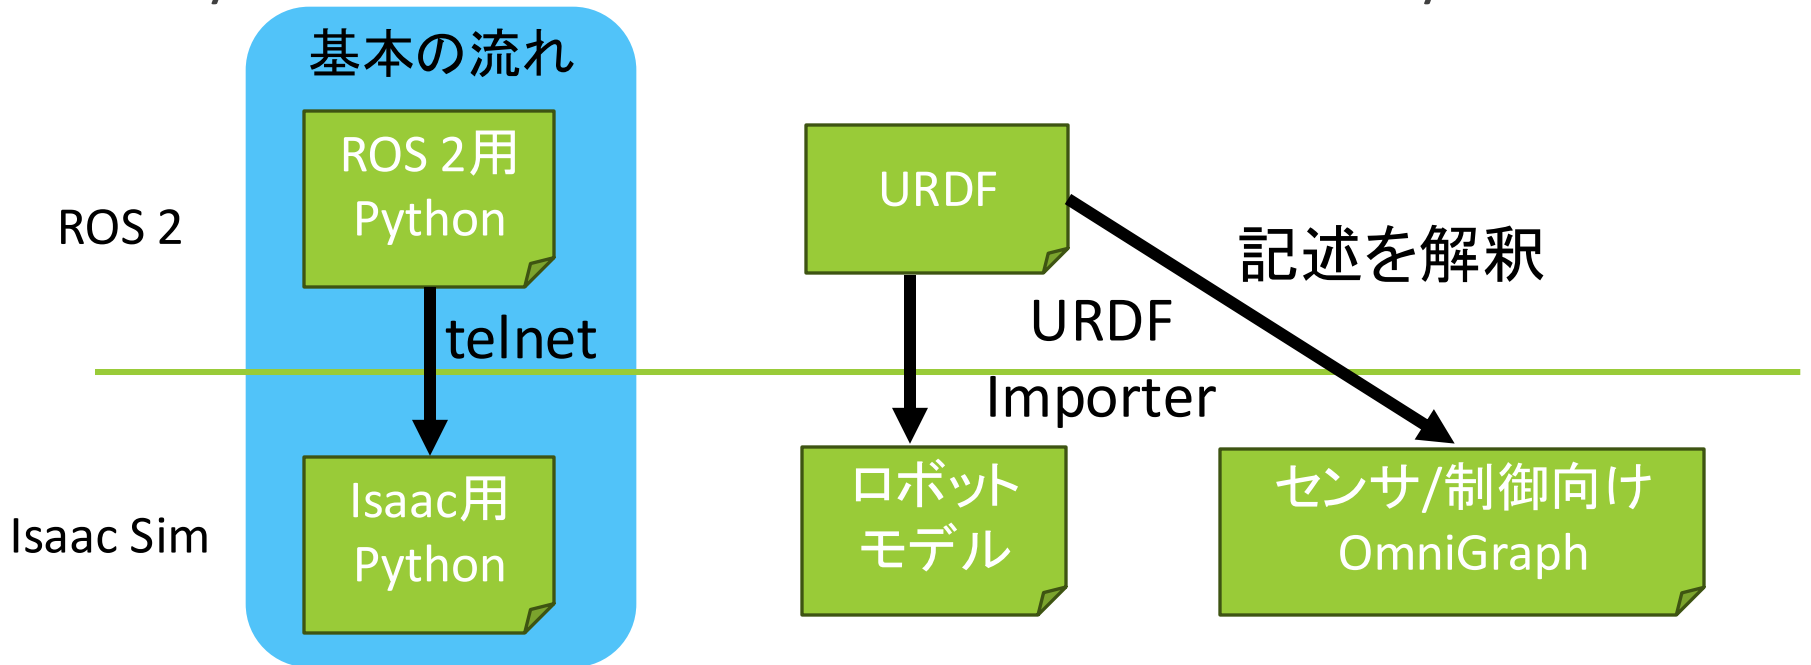 基本の流れ
ROS 2用
Python
URDF
ROS 2
記述を解釈
telnet
URDF
Importer
Isaac用
Python
ロボット
モデル
センサ/制御向け
OmniGraph
Isaac Sim